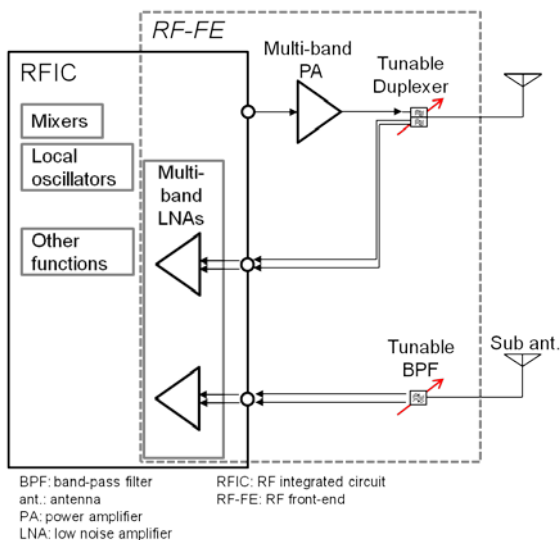 RF-FE
RFIC
Multi-band
PA
Tunable
Duplexer
Mixers
Local
oscillators
Multi-
band
LNAs
Other
functions
Tunable
BPF
Sub ant.
BPF: band-pass filter
ant.: antenna
PA: power amplifier
LNA: low noise amplifier
RFIC: RF integrated circuit
RF-FE: RF front-end